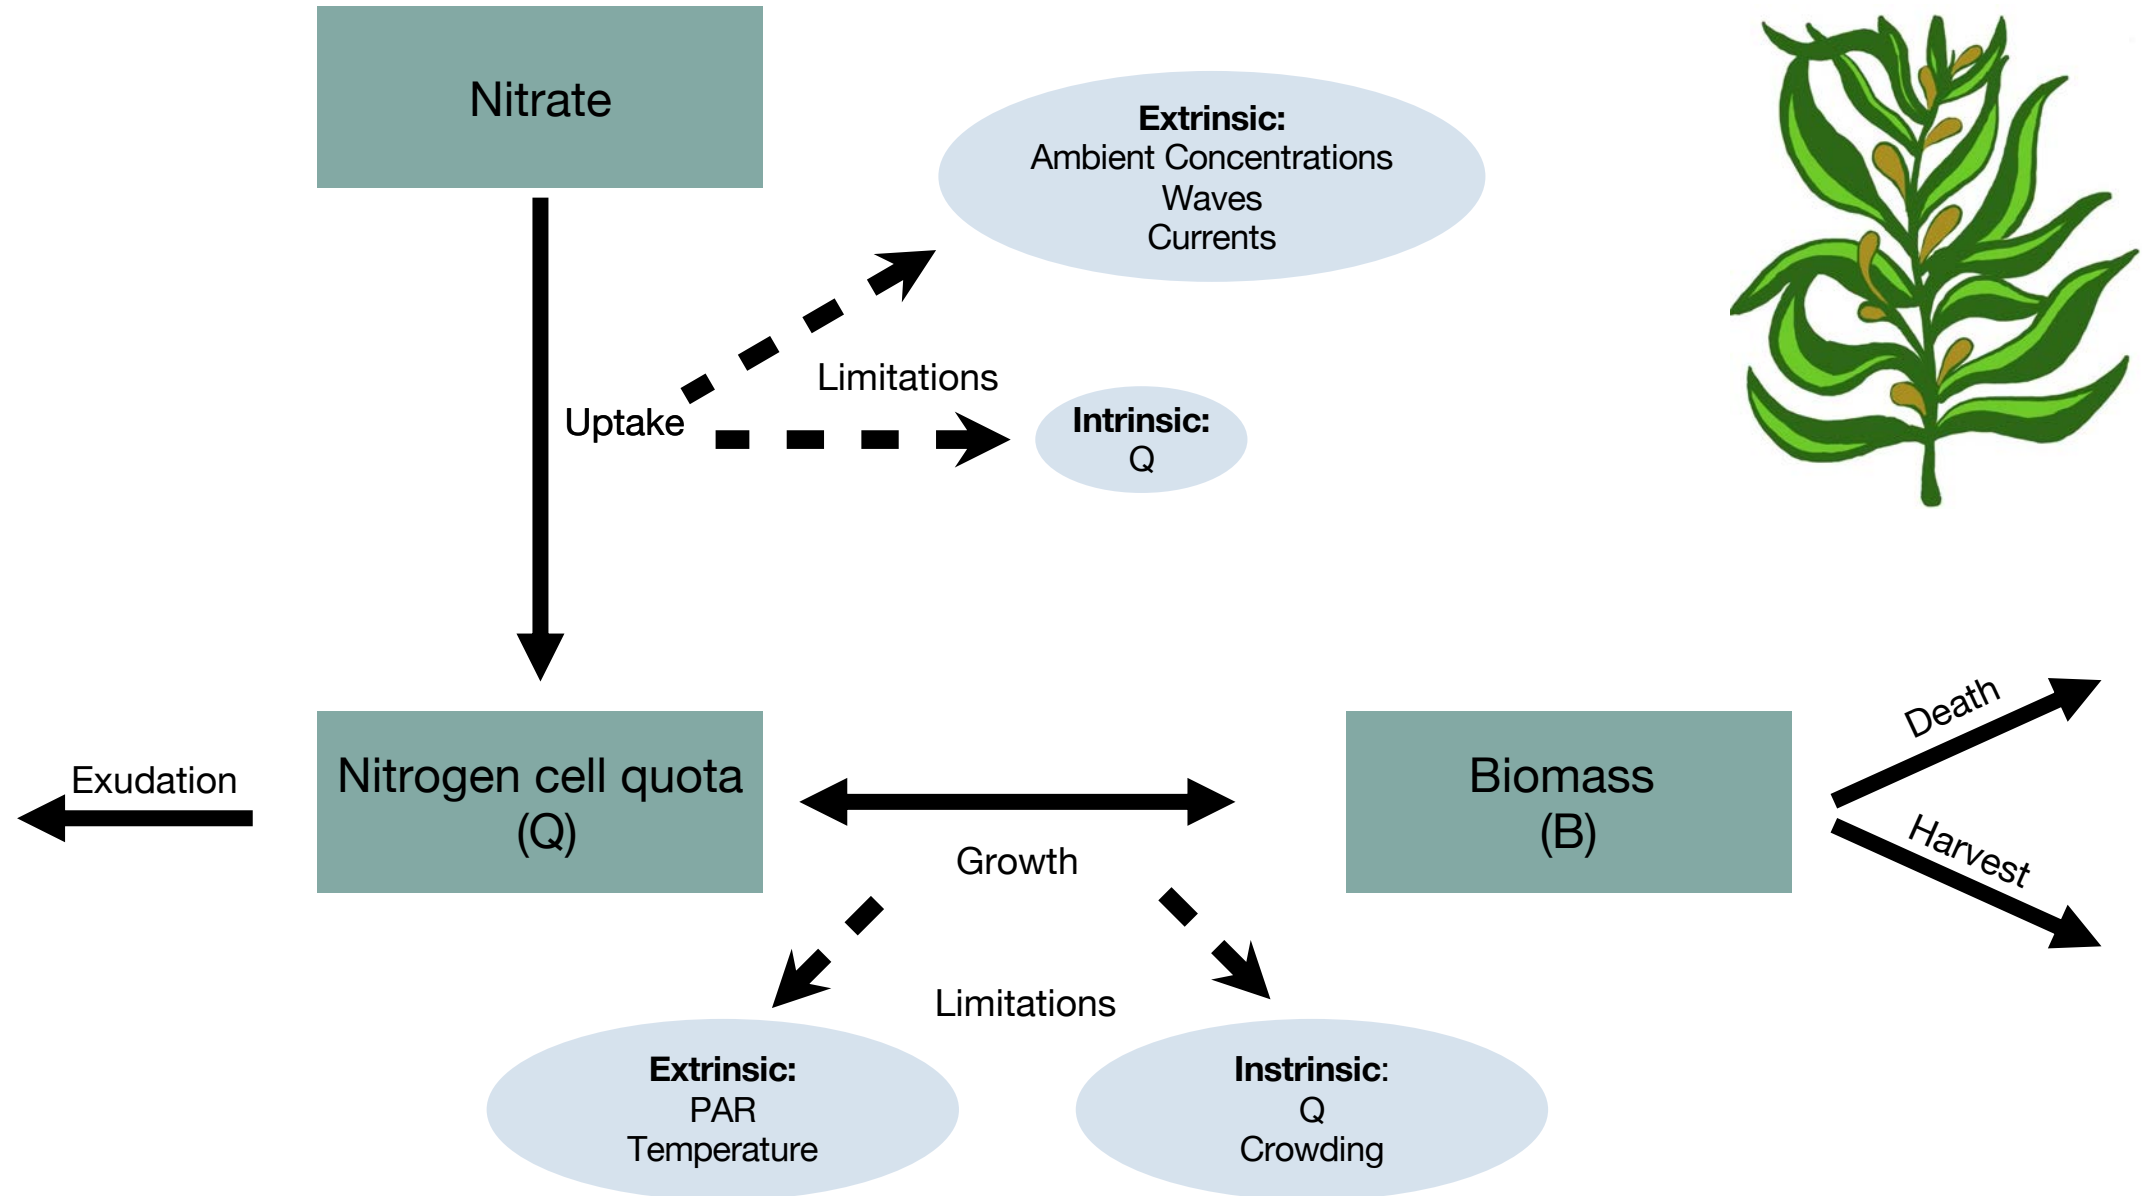 Nitrate
Extrinsic:
Ambient Concentrations
Waves
Currents
Limitations
Uptake
Intrinsic:
Q
Exudation
Nitrogen cell quota
(Q)
Growth
Biomass
(B)
Death
Harvest
Limitations
Extrinsic:
PAR
Temperature
Instrinsic:
Q
Crowding